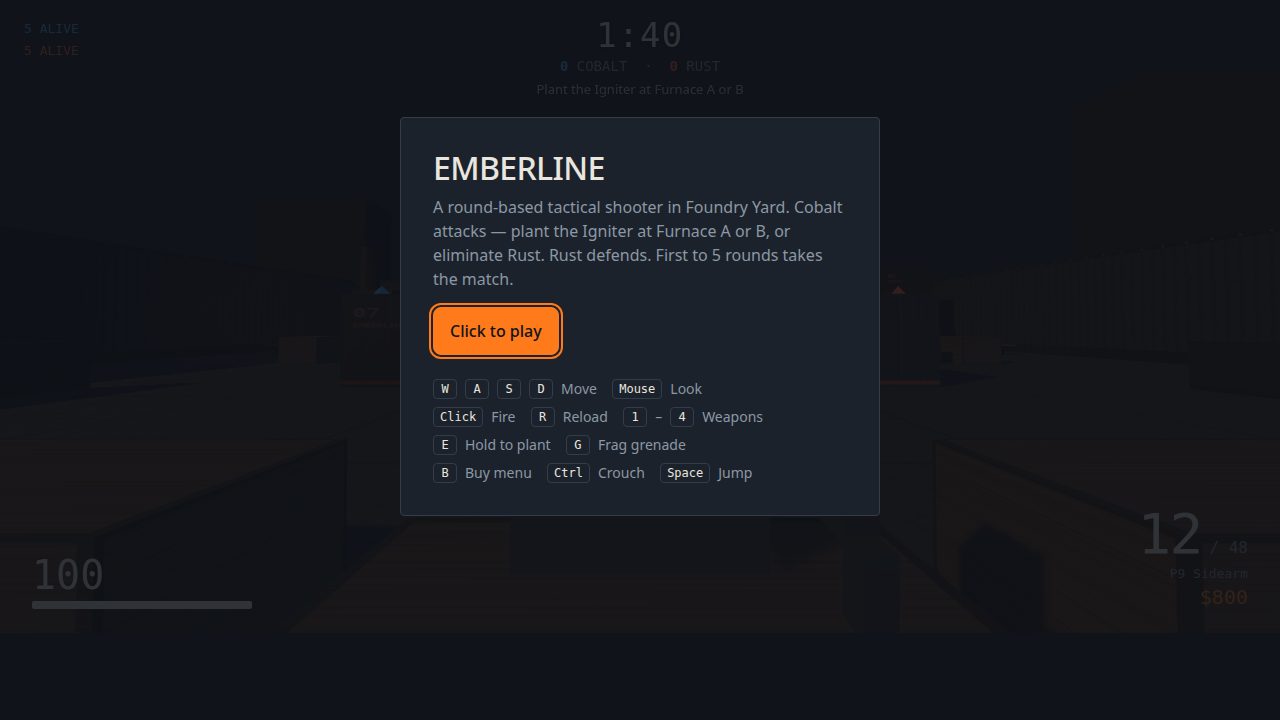 5 ALIVE
5 ALIVE
1:40
0 COBALT · 0 RUST
Plant the Igniter at Furnace A or B
EMBERLINE
A round-based tactical shooter in Foundry Yard. Cobalt
attacks — plant the Igniter at Furnace A or B, or
eliminate Rust. Rust defends. First to 5 rounds takes
the match.
07
Click to play
W A S D Move Mouse Look
Click Fire R Reload 1 – 4 Weapons
E Hold to plant G Frag grenade
B Buy menu Ctrl Crouch Space Jump
12 / 48
P9 Sidearm
$800
100